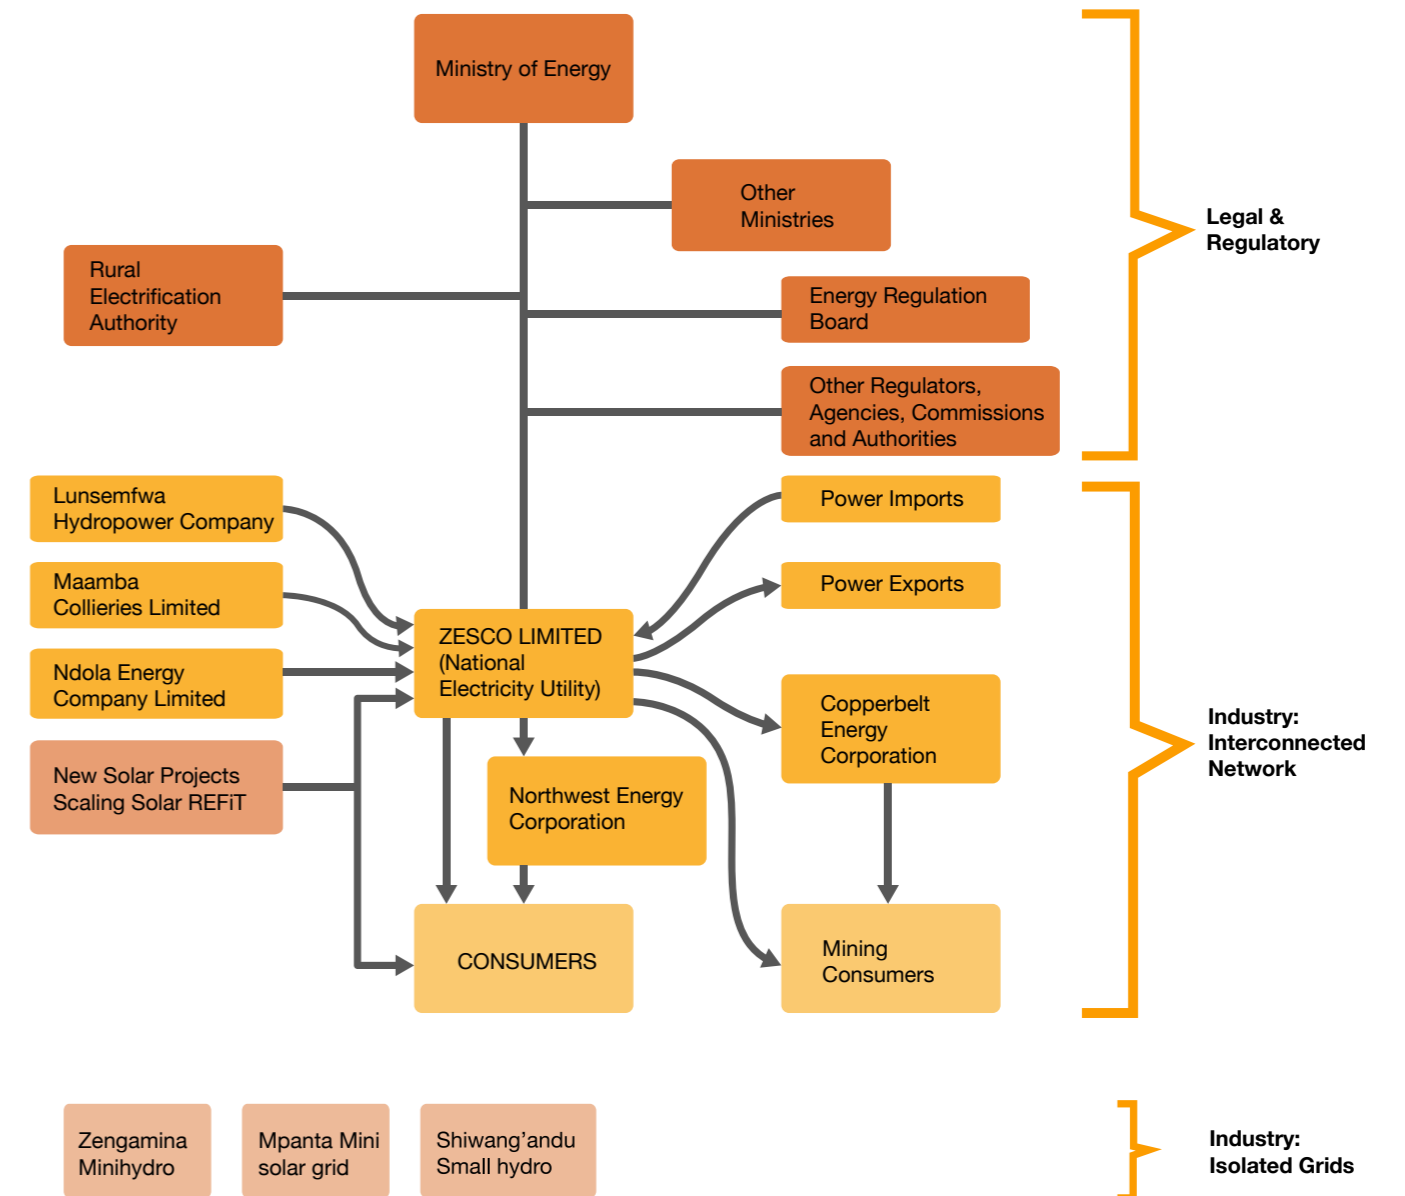 Ministry of Energy
Other
Ministries
Legal &
Regulatory
Rural
Electrification
Authority
Energy Regulation
Board
Other Regulators,
Agencies, Commissions
and Authorities
Lunsemfwa
Hydropower Company
Power Imports
Maamba
Collieries Limited
Power Exports
ZESCO LIMITED
(National
Electricity Utility)
Ndola Energy
Company Limited
Copperbelt
Energy
Corporation
Industry:
Interconnected
Network
New Solar Projects
Scaling Solar REFiT
Northwest Energy
Corporation
CONSUMERS
Mining
Consumers
Zengamina
Minihydro
Mpanta Mini
solar grid
Shiwang’andu
Small hydro
Industry:
Isolated Grids